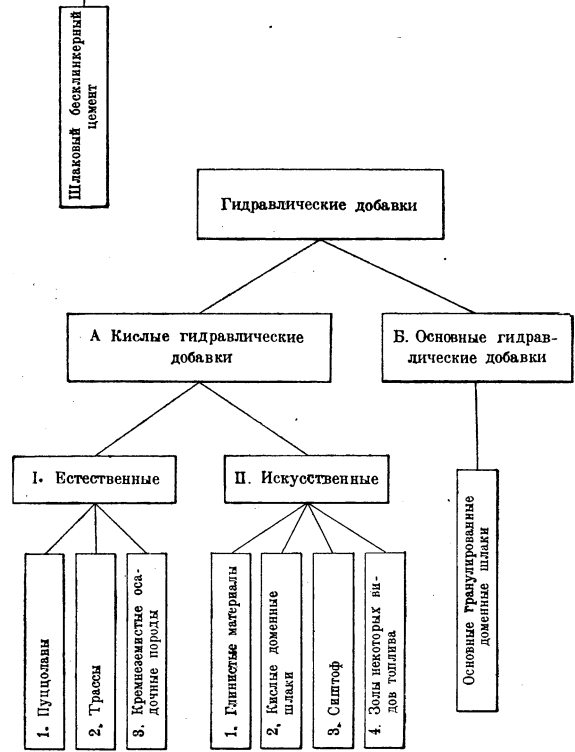 Шлаковый бесклинкерный
цемент
Гидравлические добавки
А Кислые гидравлические
добавки
Б. Основные гидрав-
лические добавки
I. Естественные
П. Искусственные
1. Пуццоланы
2. Трассы
3. Кремнеземистые оса-
дочные породы
1. Глинистые материалы
2. Кислые доменные
шлаки
3. Сиштоф
4. Золы некоторых ви-
дов топлива
Основные гранулированные
доменные шлаки